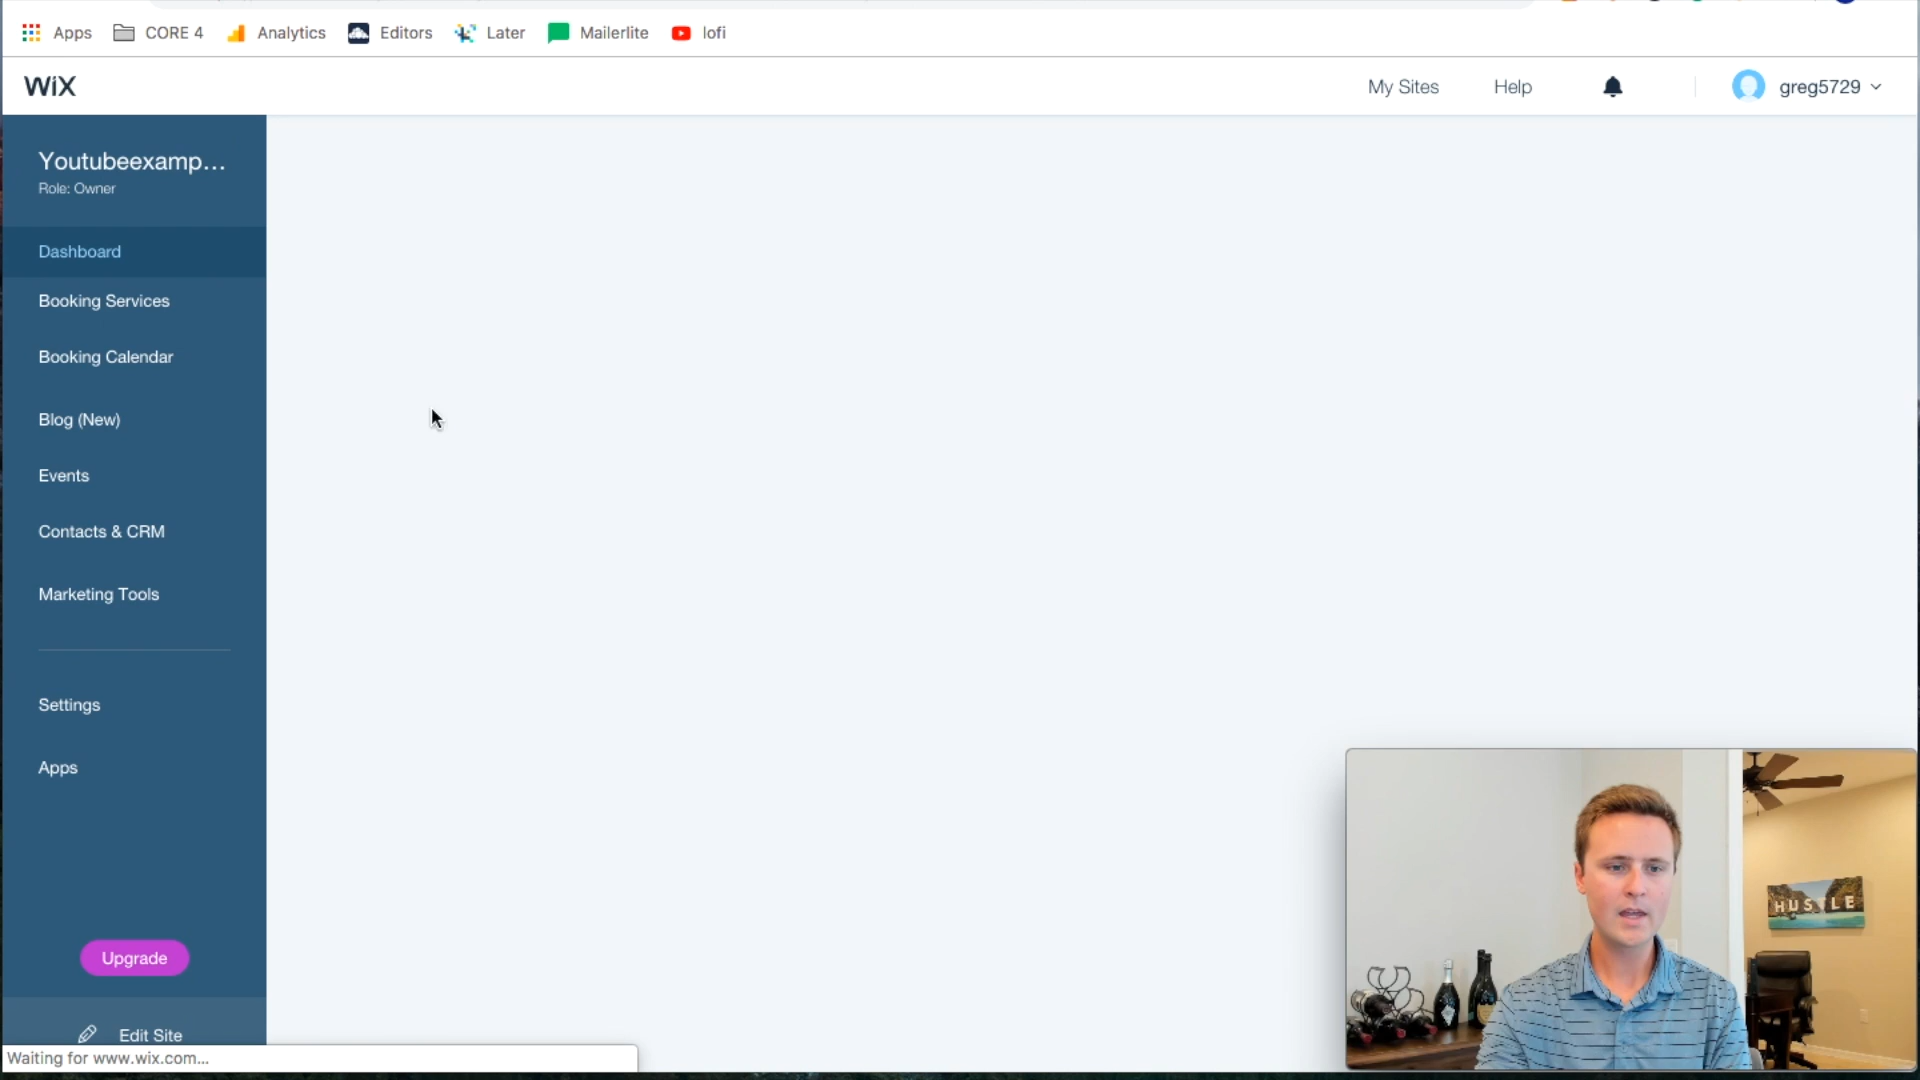 Apps CORE 4 Analytics Editors Later Mailerlite lofi
WiX My Sites Help greg5729
Youtubeexamp...
Role: Owner
Dashboard
Booking Services
Booking Calendar
Blog (New)
Events
Contacts & CRM
Marketing Tools
Settings
Apps
Upgrade
Edit Site
Waiting for www.wix.com...
HUSTLE